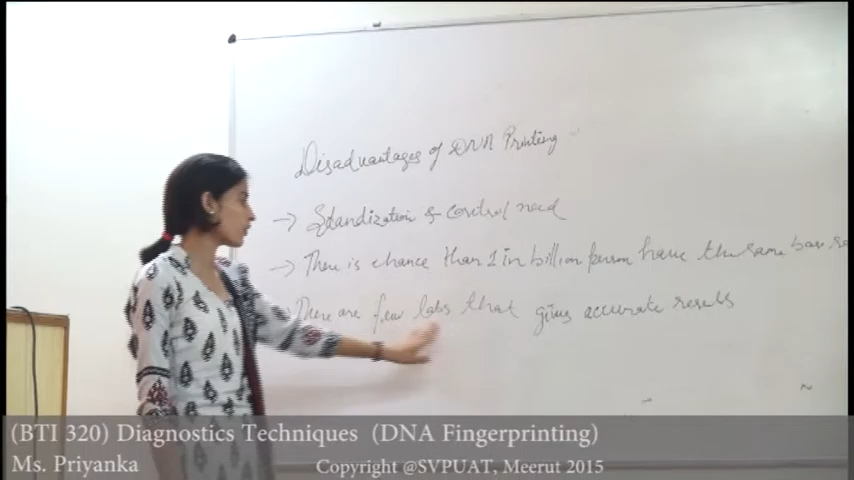 Disadvantages of DNA Printing
→ Standization & control need
→ There is chance than 1 in billion person have the same base se
There are few labs that gives accurate results
(BTI 320) Diagnostics Techniques (DNA Fingerprinting)
Ms. Priyanka
Copyright @SVPUAT, Meerut 2015